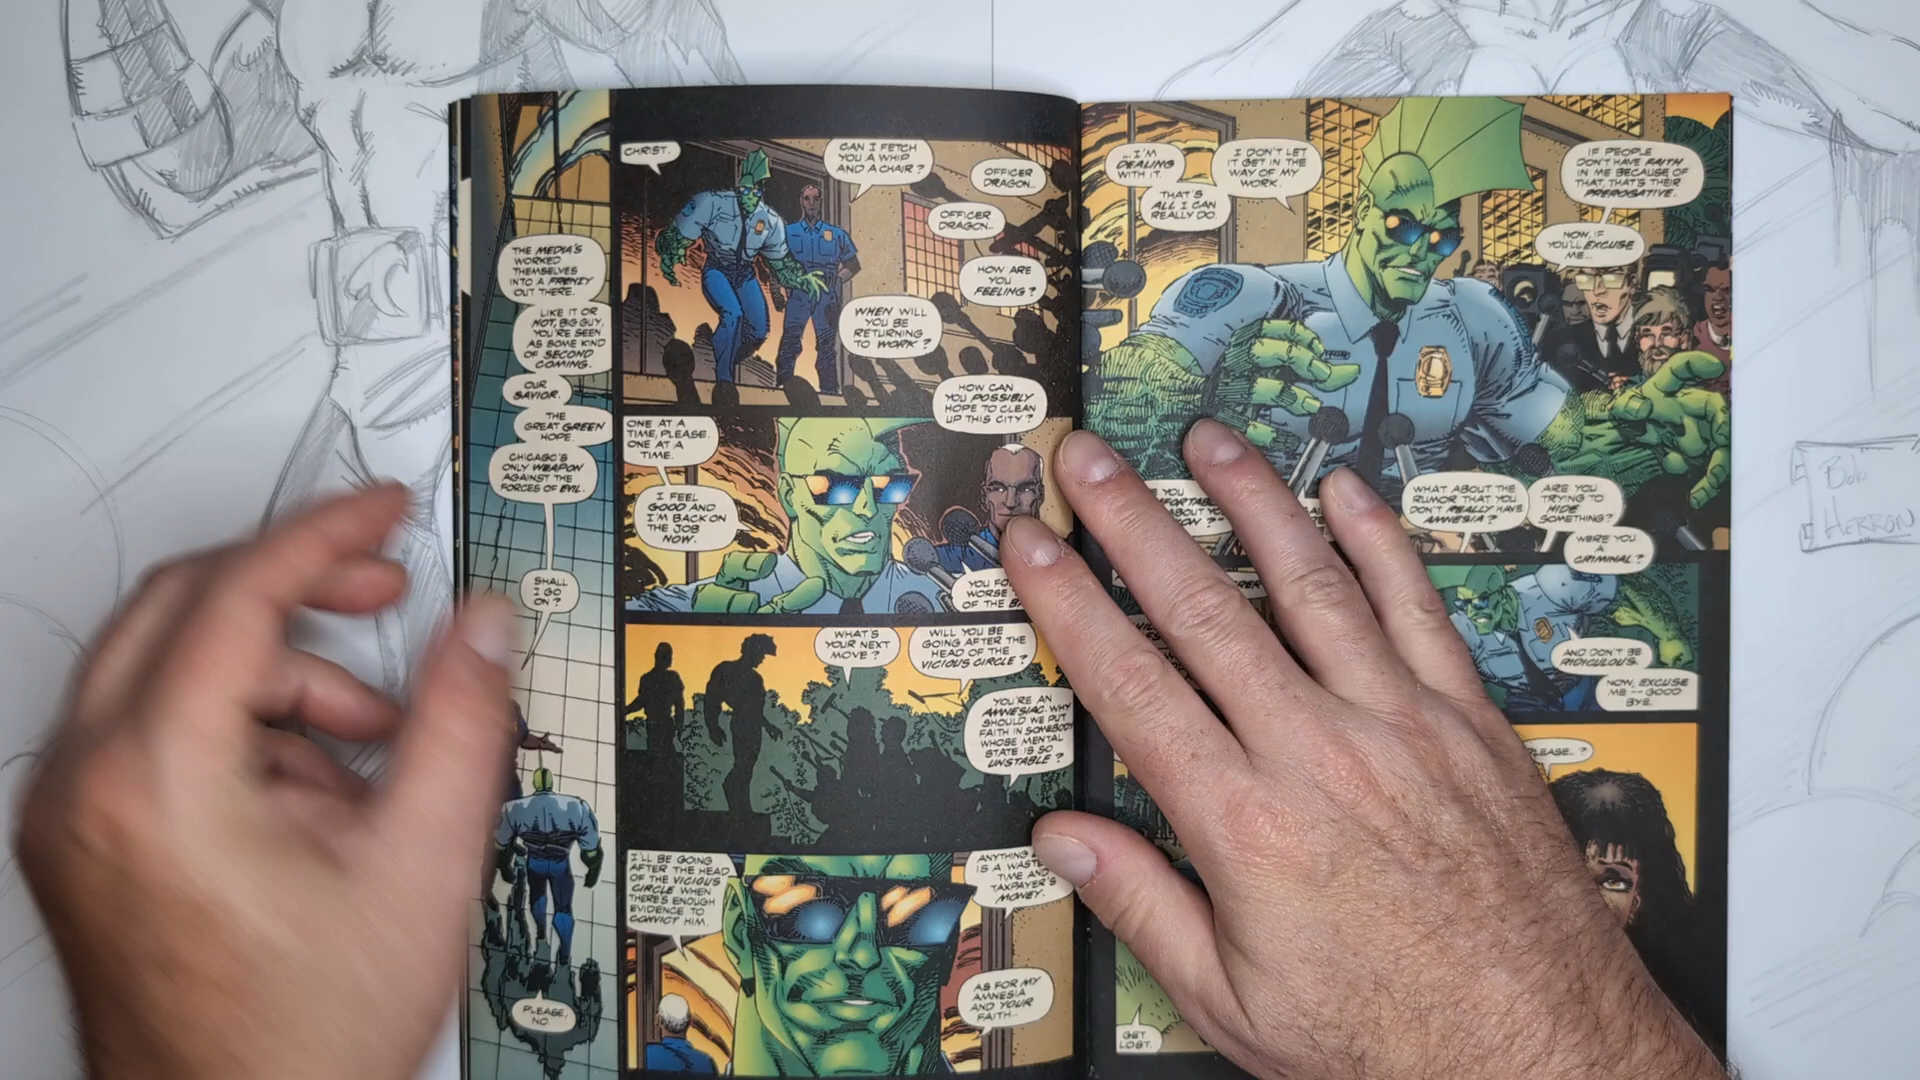 THE MEDIA'S
WORKED
THEMSELVES
INTO A FRENZY
OUT THERE.
LIKE IT OR
NOT, BIG GUY,
YOU'RE SEEN
AS SOME KIND
OF SECOND
COMING.
OUR
SAVIOR.
THE
GREAT GREEN
HOPE.
CHICAGO'S
ONLY WEAPON
AGAINST THE
FORCES OF EVIL.
SHALL
I GO
ON?
PLEASE,
NO.
CHRIST.
CAN I FETCH
YOU A WHIP
AND A CHAIR?
OFFICER
DRAGON..
OFFICER
DRAGON..
HOW ARE
YOU
FEELING?
WHEN WILL
YOU BE
RETURNING
TO WORK?
HOW CAN
YOU POSSIBLY
HOPE TO CLEAN
UP THIS CITY?
ONE AT A
TIME, PLEASE.
ONE AT A
TIME.
I FEEL
GOOD AND
I'M BACK ON
THE JOB
NOW.
YOU
WORSE
OF THE
WHAT'S
YOUR NEXT
MOVE?
WILL YOU BE
GOING AFTER THE
HEAD OF THE
VICIOUS CIRCLE?
YOU'RE AN
AMNESIAC. WHY
SHOULD WE PUT
FAITH IN SOMEBODY
WHOSE MENTAL
STATE IS SO
UNSTABLE?
I'LL BE GOING
AFTER THE HEAD
OF THE VICIOUS
CIRCLE WHEN
THERE'S ENOUGH
EVIDENCE TO
CONVICT HIM.
ANYTHING
IS A WASTE
TIME AND
TAXPAYER'S
MONEY.
AS FOR MY
AMNESIA
AND YOUR
FAITH...
...I'M
DEALING
WITH IT.
THAT'S
ALL I CAN
REALLY DO.
I DON'T LET
IT GET IN THE
WAY OF MY
WORK.
IF PEOPLE
DON'T HAVE FAITH
IN ME BECAUSE OF
THAT, THAT'S THEIR
PREROGATIVE.
NOW, IF
YOU'LL EXCUSE
ME...
YOU
ABOUT
WHAT ABOUT THE
RUMOR THAT YOU
DON'T REALLY HAVE
AMNESIA?
ARE YOU
TRYING TO
HIDE
SOMETHING?
WERE YOU
A
CRIMINAL?
AND DON'T BE
RIDICULOUS.
NOW, EXCUSE
ME -- GOOD
BYE.
PLEASE..?
GET
LOST.
Bob
HERRON